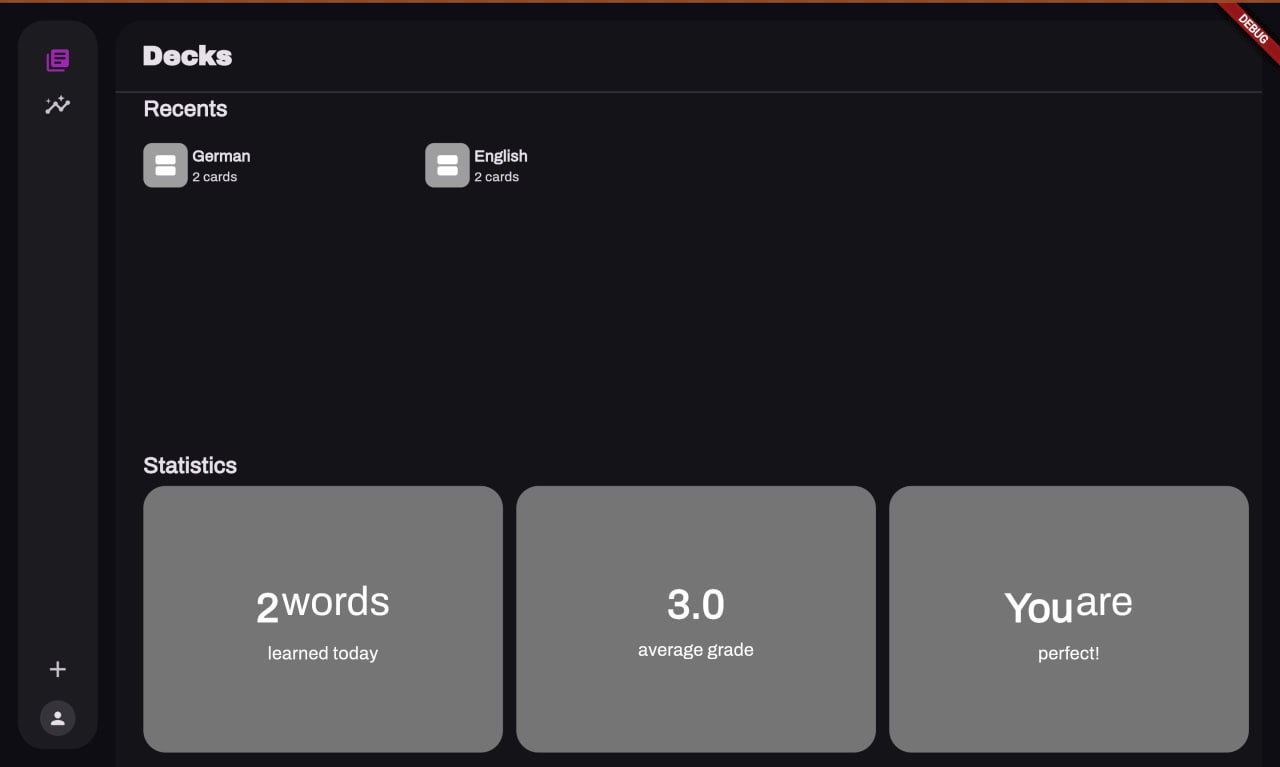 DEBUG
Decks
Recents
German
2 cards
English
2 cards
Statistics
2 words
learned today
3.0
average grade
You are
perfect!